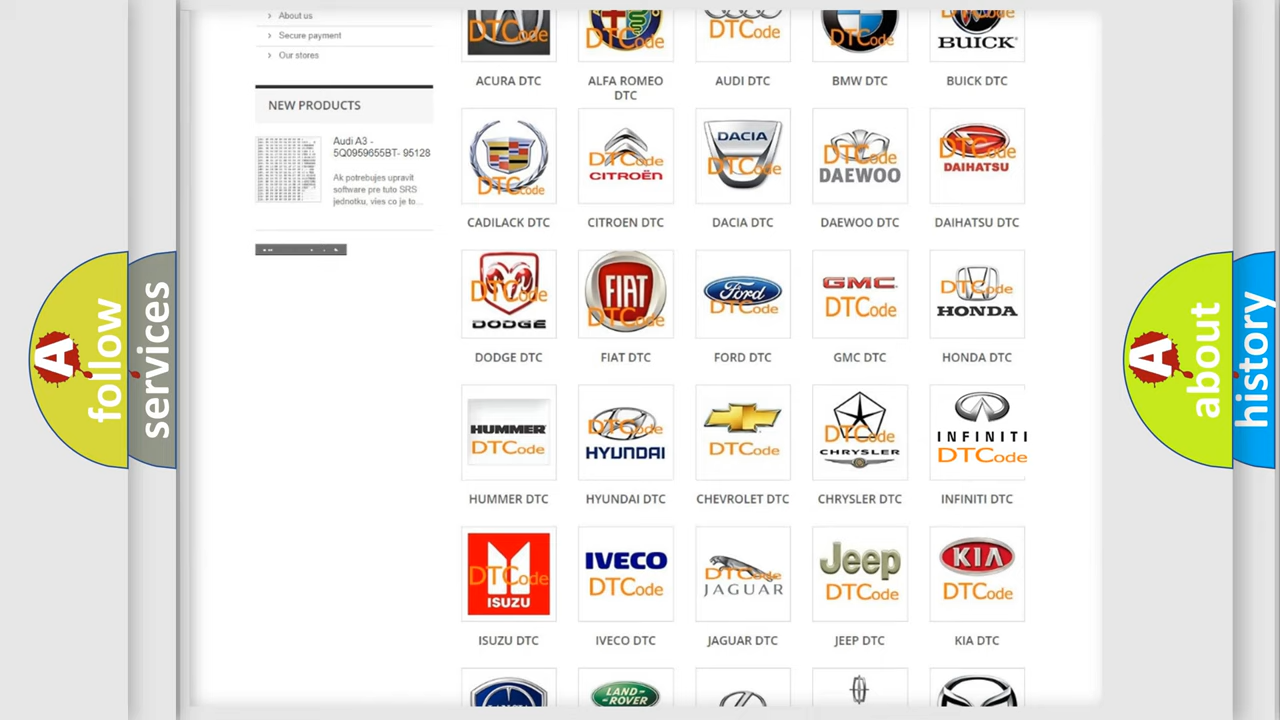 About us
Secure payment
Our stores
NEW PRODUCTS
Audi A3 -
5Q0959655BT- 95128
Ak potrebujes upravit
software pre tuto SRS
jednotku, vies co je to...
DTCode
DTCode
DTCode
DTCode
BUICK
ACURA DTC
ALFA ROMEO
DTC
AUDI DTC
BMW DTC
BUICK DTC
DTCode
DTCode
CITROËN
DACIA
DTCode
DTCode
DAEWOO
DTCode
DAIHATSU
CADILACK DTC
CITROEN DTC
DACIA DTC
DAEWOO DTC
DAIHATSU DTC
DTCode
DODGE
FIAT
DTCode
Ford
DTCode
GMC
DTCode
DTCode
HONDA
DODGE DTC
FIAT DTC
FORD DTC
GMC DTC
HONDA DTC
HUMMER
DTCode
DTCode
HYUNDAI
DTCode
DTCode
CHRYSLER
INFINITI
DTCode
HUMMER DTC
HYUNDAI DTC
CHEVROLET DTC
CHRYSLER DTC
INFINITI DTC
DTCode
ISUZU
IVECO
DTCode
DTCode
JAGUAR
Jeep
DTCode
KIA
DTCode
ISUZU DTC
IVECO DTC
JAGUAR DTC
JEEP DTC
KIA DTC
LAND-
ROVER
A
follow
services
A
about
history